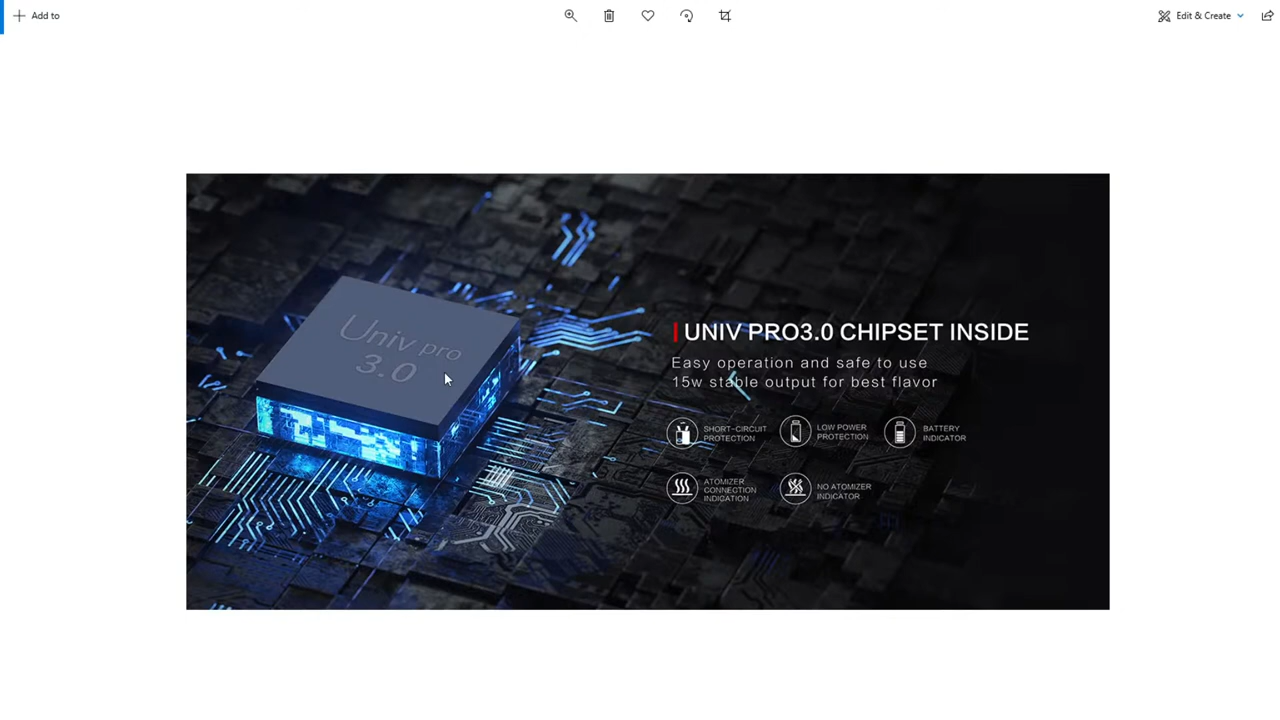 Add to
Edit & Create
Univ pro
3.0
UNIV PRO3.0 CHIPSET INSIDE
Easy operation and safe to use
15w stable output for best flavor
SHORT-CIRCUIT
PROTECTION
LOW POWER
PROTECTION
BATTERY
INDICATOR
ATOMIZER
CONNECTION
INDIGATION
NO ATOMIZER
INDICATOR